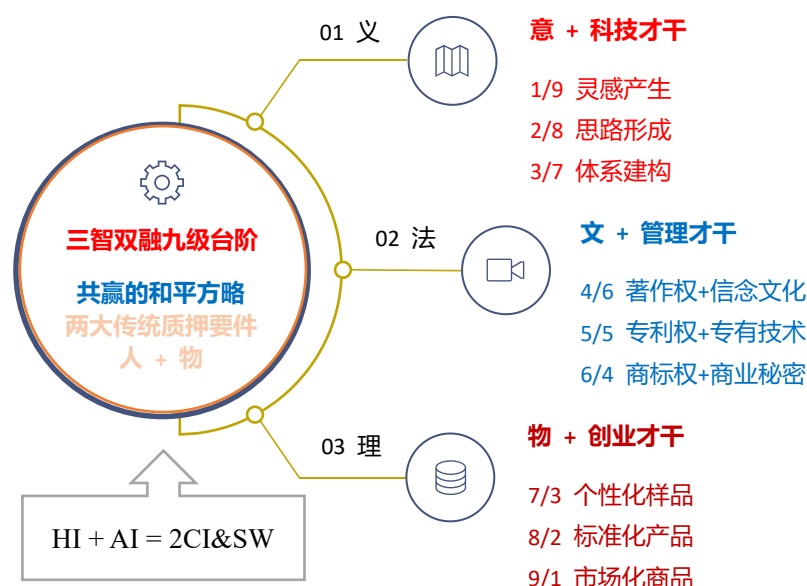 01 义
意 + 科技才干
1/9 灵感产生
2/8 思路形成
3/7 体系建构
三智双融九级台阶
共赢的和平方略
两大传统质押要件
人 + 物
02 法
文 + 管理才干
4/6 著作权+信念文化
5/5 专利权+专有技术
6/4 商标权+商业秘密
03 理
物 + 创业才干
7/3 个性化样品
8/2 标准化产品
9/1 市场化商品
HI + AI = 2CI&SW